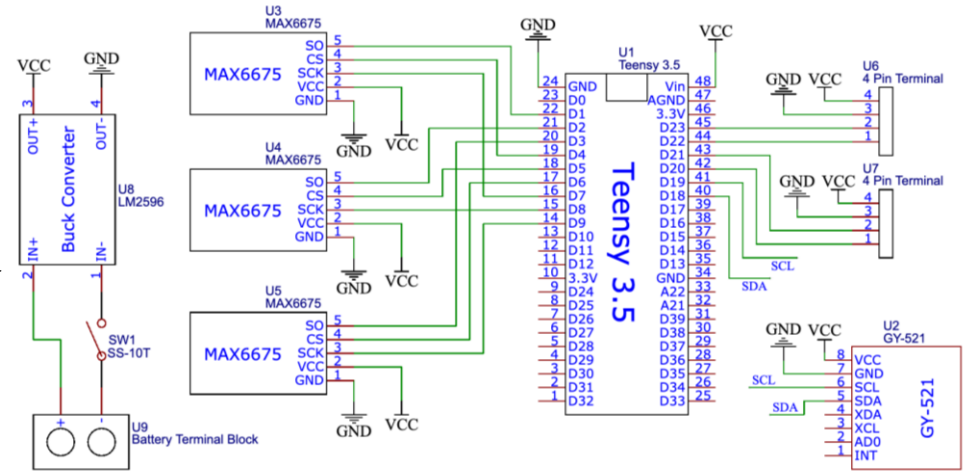 VCC
GND
3
4
OUT+
OUT-
Buck Converter
U8
LM2596
IN+
IN-
2
1
SW1
SS-10T
+
-
U9
Battery Terminal Block
U3
MAX6675
MAX6675
SO 5
CS 4
SCK 3
VCC 2
GND 1
GND
VCC
U4
MAX6675
MAX6675
SO 5
CS 4
SCK 3
VCC 2
GND 1
GND
VCC
U5
MAX6675
MAX6675
SO 5
CS 4
SCK 3
VCC 2
GND 1
GND
VCC
GND
VCC
U1
Teensy 3.5
Teensy 3.5
24 GND
23 D0
22 D1
21 D2
20 D3
19 D4
18 D5
17 D6
16 D7
15 D8
14 D9
13 D10
12 D11
11 D12
10 3.3V
9 D24
8 D25
7 D26
6 D27
5 D28
4 D29
3 D30
2 D31
1 D32
Vin 48
AGND 47
3.3V 46
D23 45
D22 44
D21 43
D20 42
D19 41
D18 40
D17 39
D16 38
D15 37
D14 36
D13 35
GND 34
A22 33
A21 32
D39 31
D38 30
D37 29
D36 28
D35 27
D34 26
D33 25
SCL
SDA
U6
4 Pin Terminal
GND
VCC
4
3
2
1
U7
4 Pin Terminal
GND
VCC
4
3
2
1
U2
GY-521
GND
VCC
SCL
SDA
8 VCC
7 GND
6 SCL
5 SDA
4 XDA
3 XCL
2 AD0
1 INT
GY-521